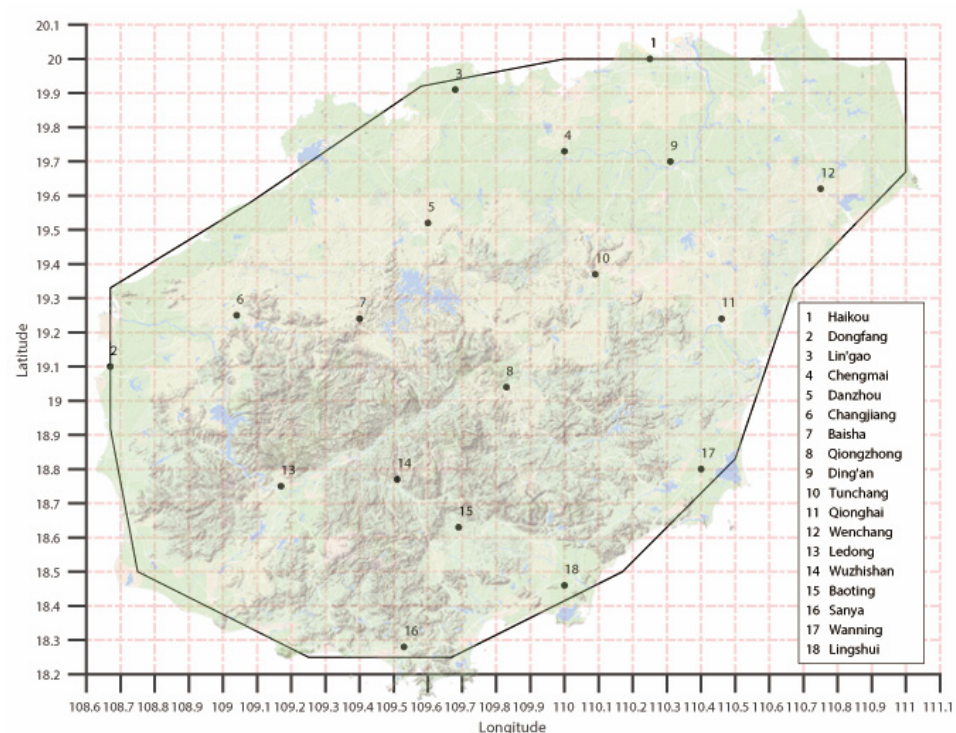 20.1
20
19.9
19.8
19.7
19.6
19.5
19.4
19.3
19.2
19.1
19
18.9
18.8
18.7
18.6
18.5
18.4
18.3
18.2
Latitude
1
3
4
9
12
5
10
6
7
11
2
8
17
14
13
15
18
16
1 Haikou
2 Dongfang
3 Lin'gao
4 Chengmai
5 Danzhou
6 Changjiang
7 Baisha
8 Qiongzhong
9 Ding'an
10 Tunchang
11 Qionghai
12 Wenchang
13 Ledong
14 Wuzhishan
15 Baoting
16 Sanya
17 Wanning
18 Lingshui
108.6 108.7 108.8 108.9 109 109.1 109.2 109.3 109.4 109.5 109.6 109.7 109.8 109.9 110 110.1 110.2 110.3 110.4 110.5 110.6 110.7 110.8 110.9 111 111.1
Longitude